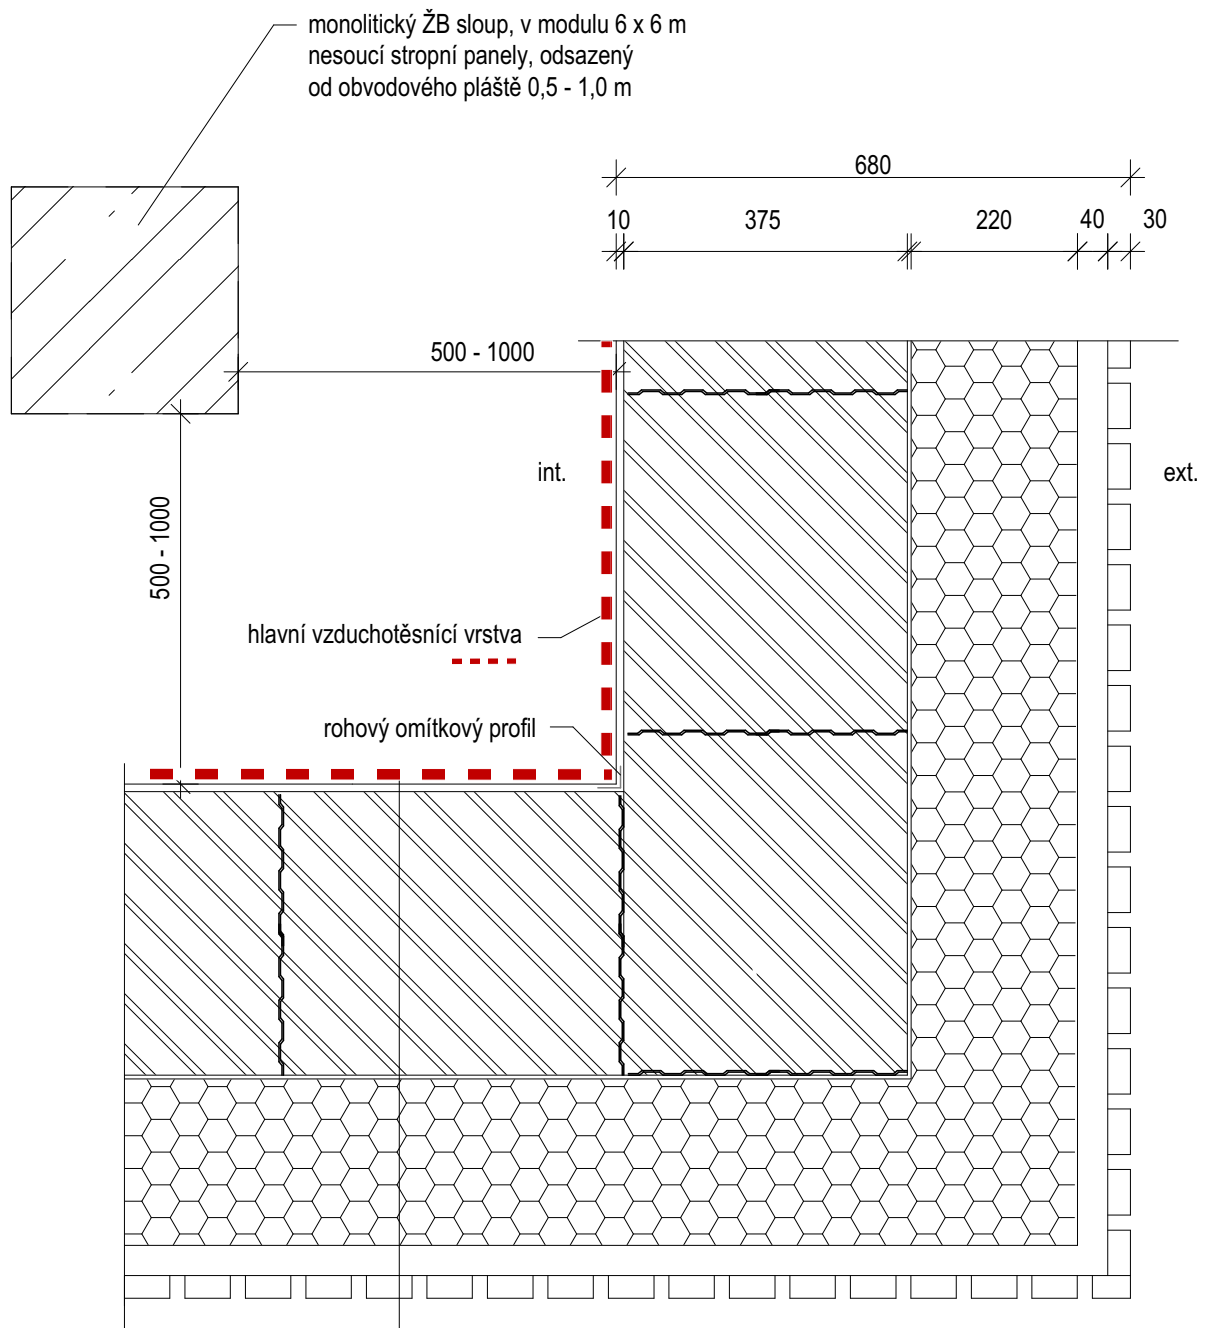 monolitický ŽB sloup, v modulu 6 x 6 m
nesoucí stropní panely, odsazený
od obvodového pláště 0,5 - 1,0 m
680
10 375 220 40 30
500 - 1000
int.
ext.
500 - 1000
hlavní vzduchotěsnící vrstva
rohový omítkový profil